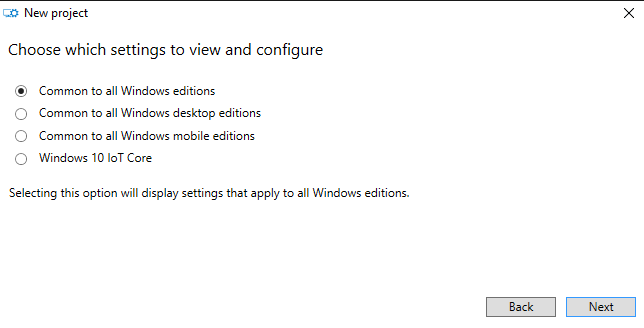 New project
Choose which settings to view and configure
Common to all Windows editions
Common to all Windows desktop editions
Common to all Windows mobile editions
Windows 10 IoT Core
Selecting this option will display settings that apply to all Windows editions.
Back Next